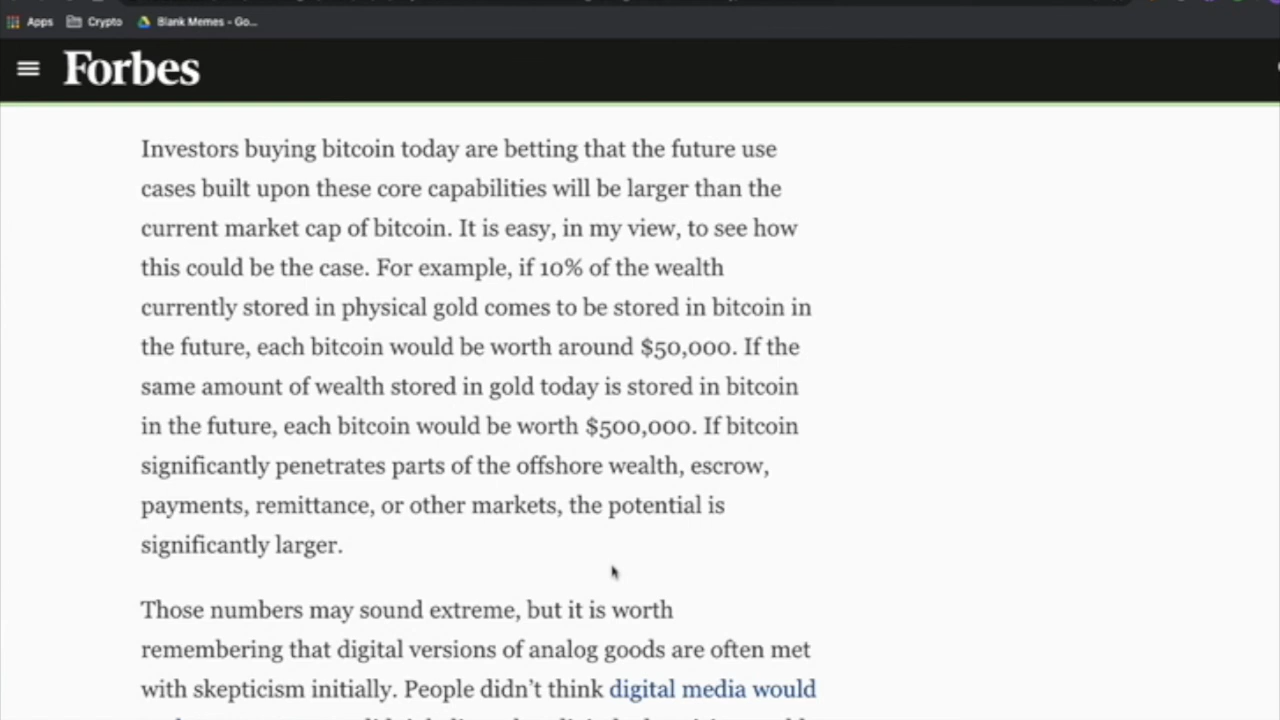 Apps Crypto Blank Memes - Go...
Forbes
Investors buying bitcoin today are betting that the future use
cases built upon these core capabilities will be larger than the
current market cap of bitcoin. It is easy, in my view, to see how
this could be the case. For example, if 10% of the wealth
currently stored in physical gold comes to be stored in bitcoin in
the future, each bitcoin would be worth around $50,000. If the
same amount of wealth stored in gold today is stored in bitcoin
in the future, each bitcoin would be worth $500,000. If bitcoin
significantly penetrates parts of the offshore wealth, escrow,
payments, remittance, or other markets, the potential is
significantly larger.
Those numbers may sound extreme, but it is worth
remembering that digital versions of analog goods are often met
with skepticism initially. People didn’t think digital media would